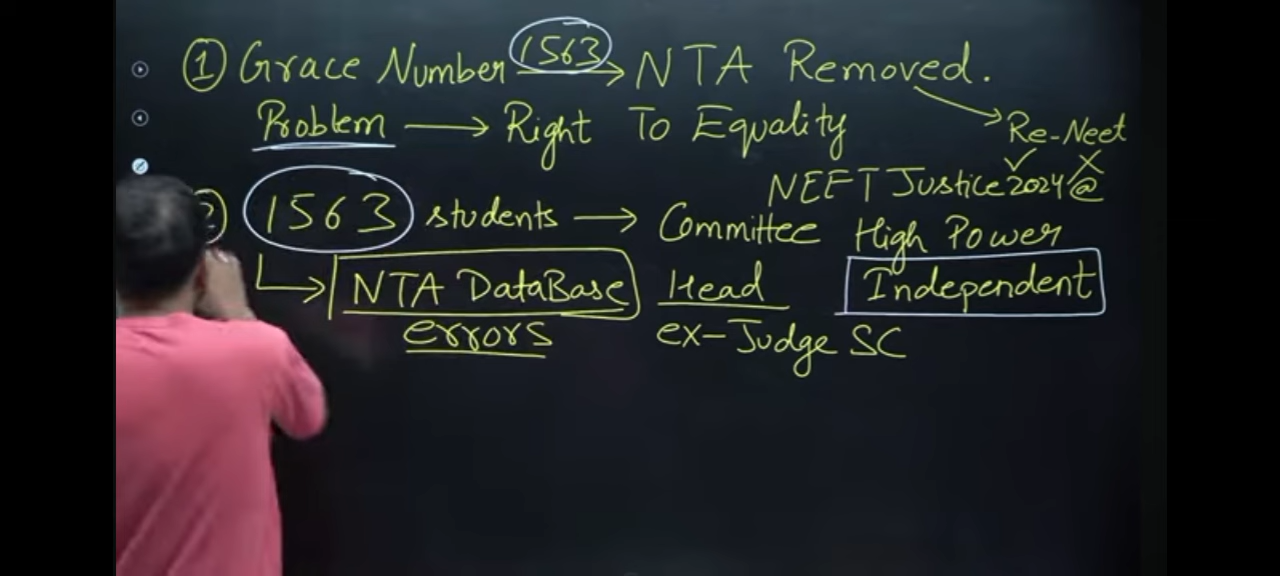 ① Grace Number 1563 → NTA Removed.
Problem → Right To Equality
Re-Neet
NEFT Justice 2024 @
1563 students → Committee High Power
NTA DataBase Head Independent
errors ex-Judge SC